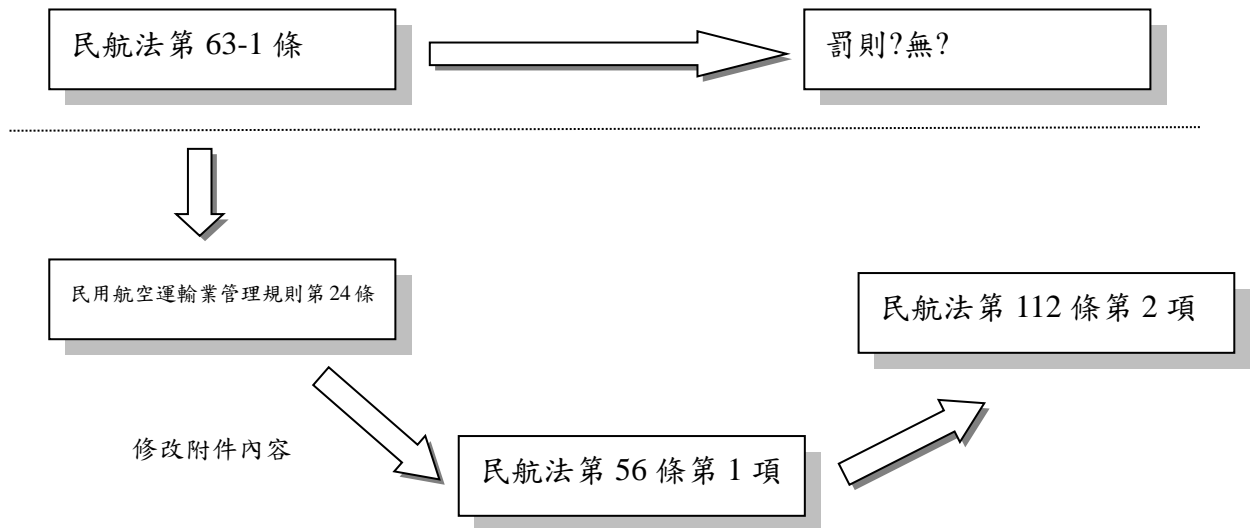 民航法第 63-1 條
罰則?無?
民用航空運輸業管理規則第 24 條
民航法第 112 條第 2 項
修改附件內容
民航法第 56 條第 1 項